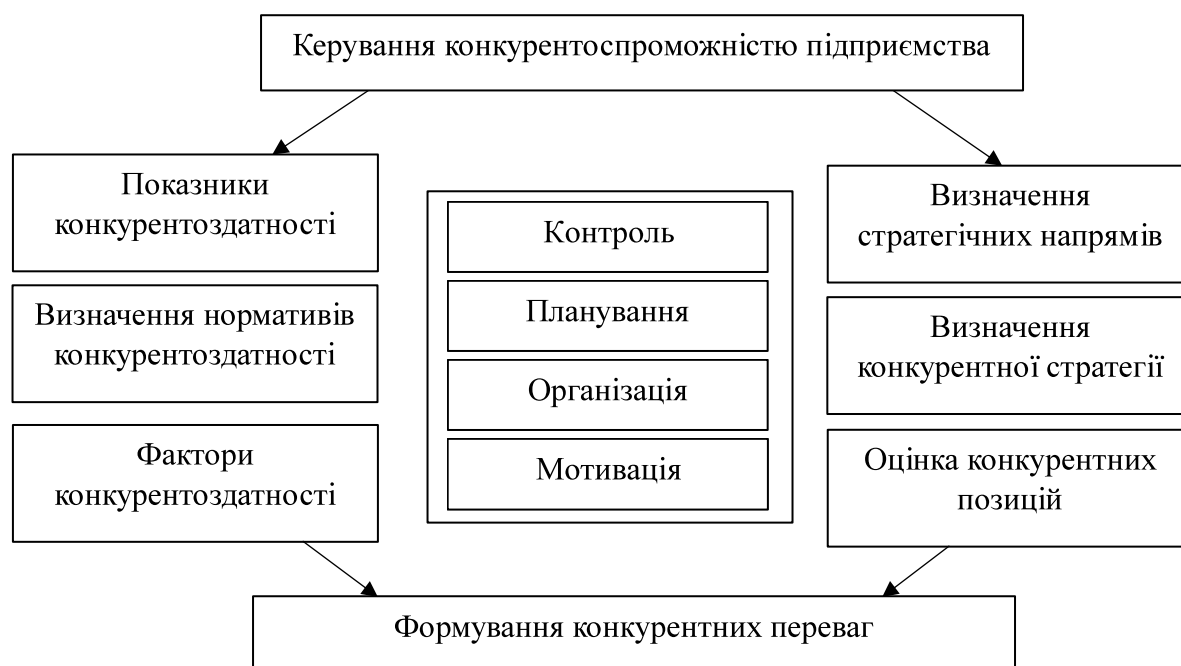 Керування конкурентоспроможністю підприємства
Показники
конкурентоздатності
Визначення нормативів
конкурентоздатності
Фактори
конкурентоздатності
Контроль
Планування
Організація
Мотивація
Визначення
стратегічних напрямів
Визначення
конкурентної стратегії
Оцінка конкурентних
позицій
Формування конкурентних переваг